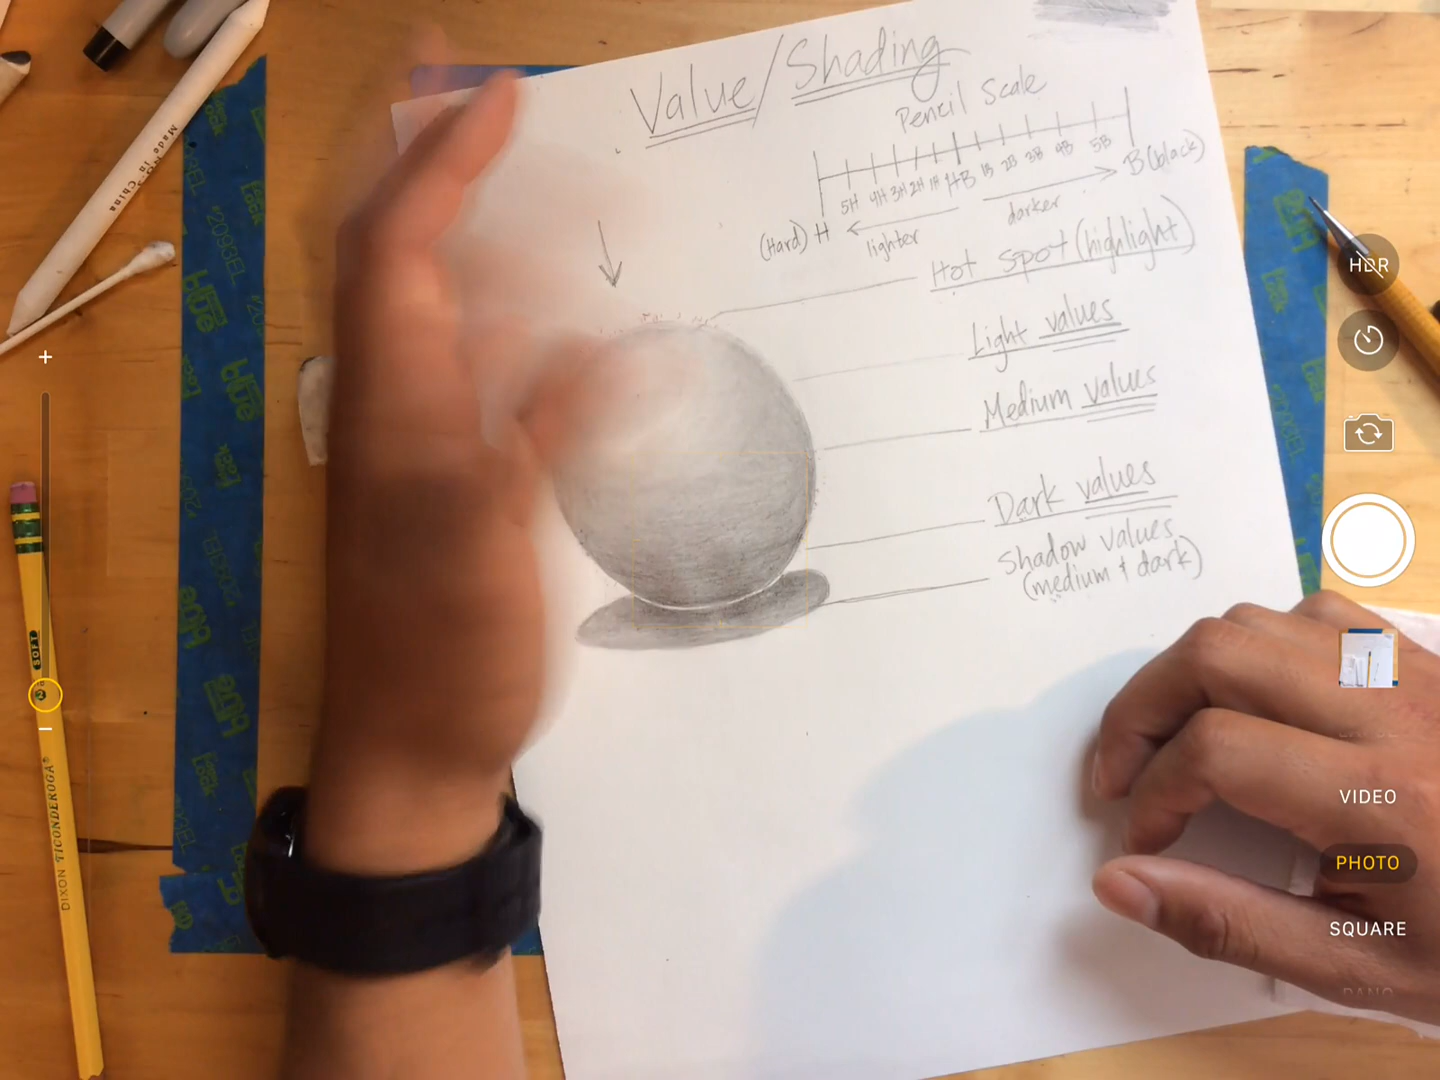 Value/Shading
Pencil Scale
5H 4H 3H 2H 1H HB 1B 2B 3B 4B 5B
B (black)
darker
(Hard) H
lighter
Hot spot (highlight)
Light values
Medium values
Dark values
Shadow values
(medium & dark)
Made in China
#2093EL
SOFT
DIXON TICONDEROGA
HDR
VIDEO
PHOTO
SQUARE